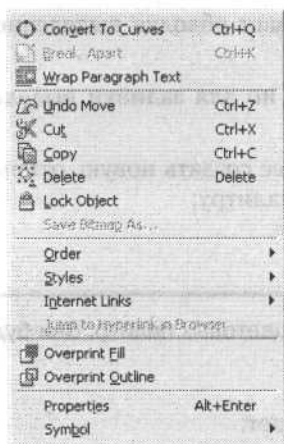 Convert To Curves Ctrl+Q
Break Apart Ctrl+K
Wrap Paragraph Text
Undo Move Ctrl+Z
Cut Ctrl+X
Copy Ctrl+C
Delete Delete
Lock Object
Save Bitmap As...
Order
Styles
Internet Links
Jump to Hyperlink in Browser
Overprint Fill
Overprint Outline
Properties Alt+Enter
Symbol